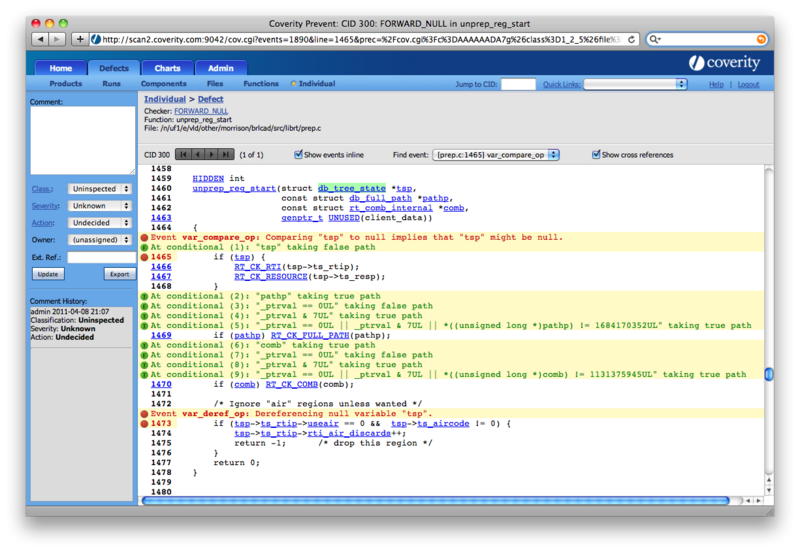 Coverity Prevent: CID 300: FORWARD_NULL in unprep_reg_start
http://scan2.coverity.com:9042/cov.cgi?events=1890&line=1465&prec=%2Fcov.cgi%3Fc%3DAAAAAADA7g%26class%3D1_2_5%26file%3
Home Defects Charts Admin
coverity
Products Runs Components Files Functions Individual Jump to CID: Quick Links: Help | Logout
Comment:
Class.: Uninspected
Severity: Unknown
Action: Undecided
Owner: (unassigned)
Ext. Ref.:
Update Export
Comment History:
admin 2011-04-08 21:07
Classification: Uninspected
Severity: Unknown
Action: Undecided
Individual > Defect
Checker: FORWARD_NULL
Function: unprep_reg_start
File: /n/uf1/e/vld/other/morrison/brlcad/src/librt/prep.c
CID 300 (1 of 1) Show events inline Find event: [prep.c:1465] var_compare_op Show cross references
1458
1459 HIDDEN int
1460 unprep_reg_start(struct db_tree_state *tsp,
1461 const struct db_full_path *pathp,
1462 const struct rt_comb_internal *comb,
1463 genptr_t UNUSED(client_data))
1464 {
Event var_compare_op: Comparing "tsp" to null implies that "tsp" might be null.
At conditional (1): "tsp" taking false path
1465 if (tsp) {
1466 RT_CK_RTI(tsp->ts_rtip);
1467 RT_CK_RESOURCE(tsp->ts_resp);
1468 }
At conditional (2): "pathp" taking true path
At conditional (3): "_ptrval == 0UL" taking false path
At conditional (4): "_ptrval & 7UL" taking true path
At conditional (5): "_ptrval == 0UL || _ptrval & 7UL || *((unsigned long *)pathp) != 1684170352UL" taking true path
1469 if (pathp) RT_CK_FULL_PATH(pathp);
At conditional (6): "comb" taking true path
At conditional (7): "_ptrval == 0UL" taking false path
At conditional (8): "_ptrval & 7UL" taking true path
At conditional (9): "_ptrval == 0UL || _ptrval & 7UL || *((unsigned long *)comb) != 1131375945UL" taking true path
1470 if (comb) RT_CK_COMB(comb);
1471
1472 /* Ignore "air" regions unless wanted */
Event var_deref_op: Dereferencing null variable "tsp".
1473 if (tsp->ts_rtip->useair == 0 && tsp->ts_aircode != 0) {
1474 tsp->ts_rtip->rti_air_discards++;
1475 return -1; /* drop this region */
1476 }
1477 return 0;
1478 }
1479
1480